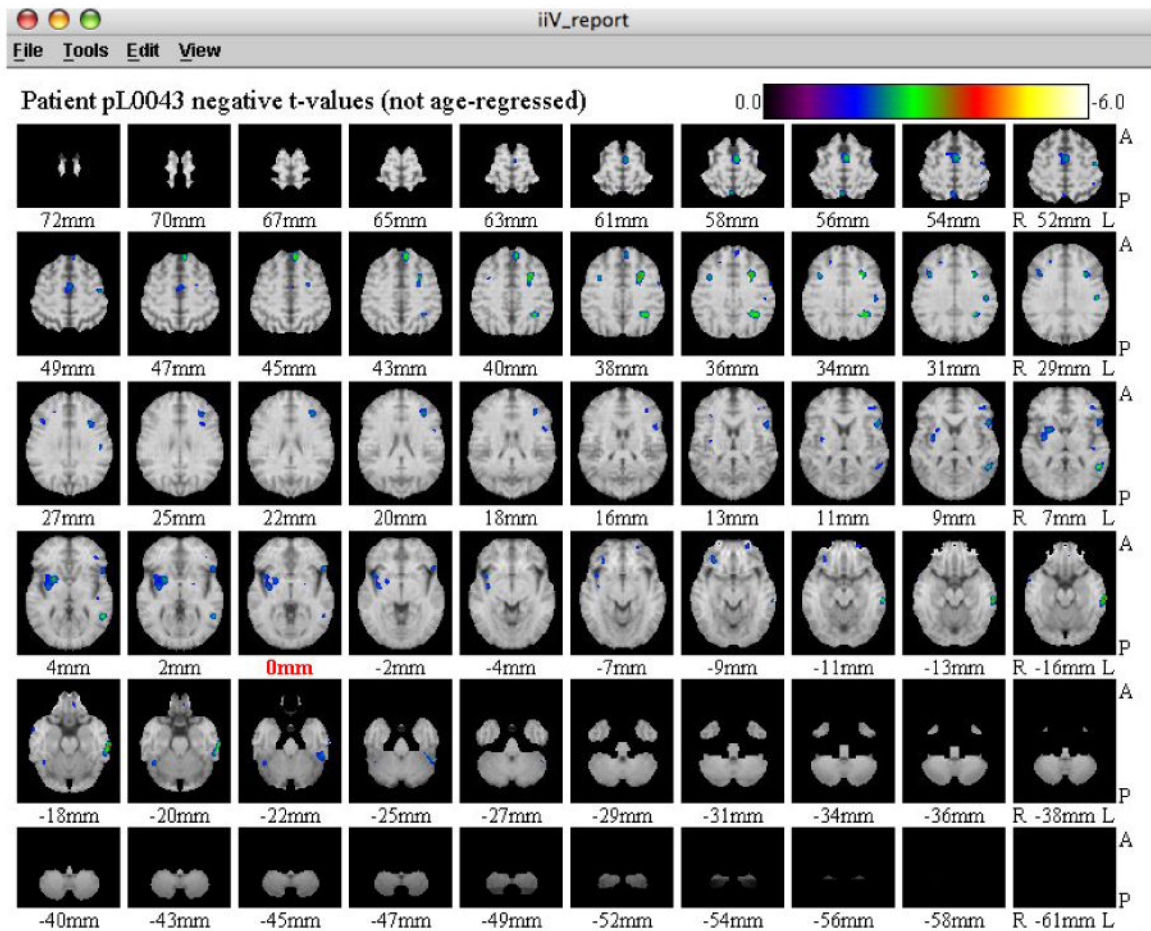 iiV_report
File Tools Edit View
Patient pL0043 negative t-values (not age-regressed) 0.0 -6.0
A
P
72mm 70mm 67mm 65mm 63mm 61mm 58mm 56mm 54mm R 52mm L
A
P
49mm 47mm 45mm 43mm 40mm 38mm 36mm 34mm 31mm R 29mm L
A
P
27mm 25mm 22mm 20mm 18mm 16mm 13mm 11mm 9mm R 7mm L
A
P
4mm 2mm 0mm -2mm -4mm -7mm -9mm -11mm -13mm R -16mm L
A
P
-18mm -20mm -22mm -25mm -27mm -29mm -31mm -34mm -36mm R -38mm L
A
P
-40mm -43mm -45mm -47mm -49mm -52mm -54mm -56mm -58mm R -61mm L